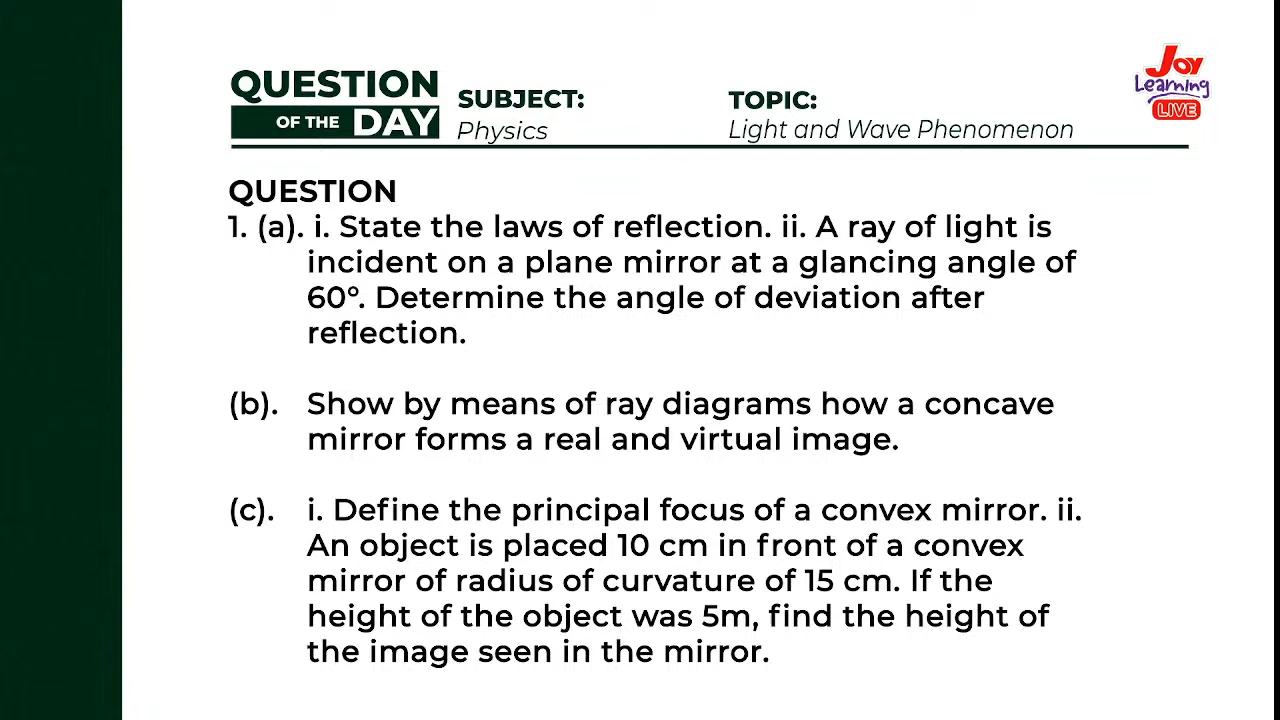 QUESTION
OF THE DAY
SUBJECT:
Physics
TOPIC:
Light and Wave Phenomenon
Joy
Learning
LIVE
QUESTION
1. (a). i. State the laws of reflection. ii. A ray of light is
incident on a plane mirror at a glancing angle of
60°. Determine the angle of deviation after
reflection.
(b). Show by means of ray diagrams how a concave
mirror forms a real and virtual image.
(c). i. Define the principal focus of a convex mirror. ii.
An object is placed 10 cm in front of a convex
mirror of radius of curvature of 15 cm. If the
height of the object was 5m, find the height of
the image seen in the mirror.